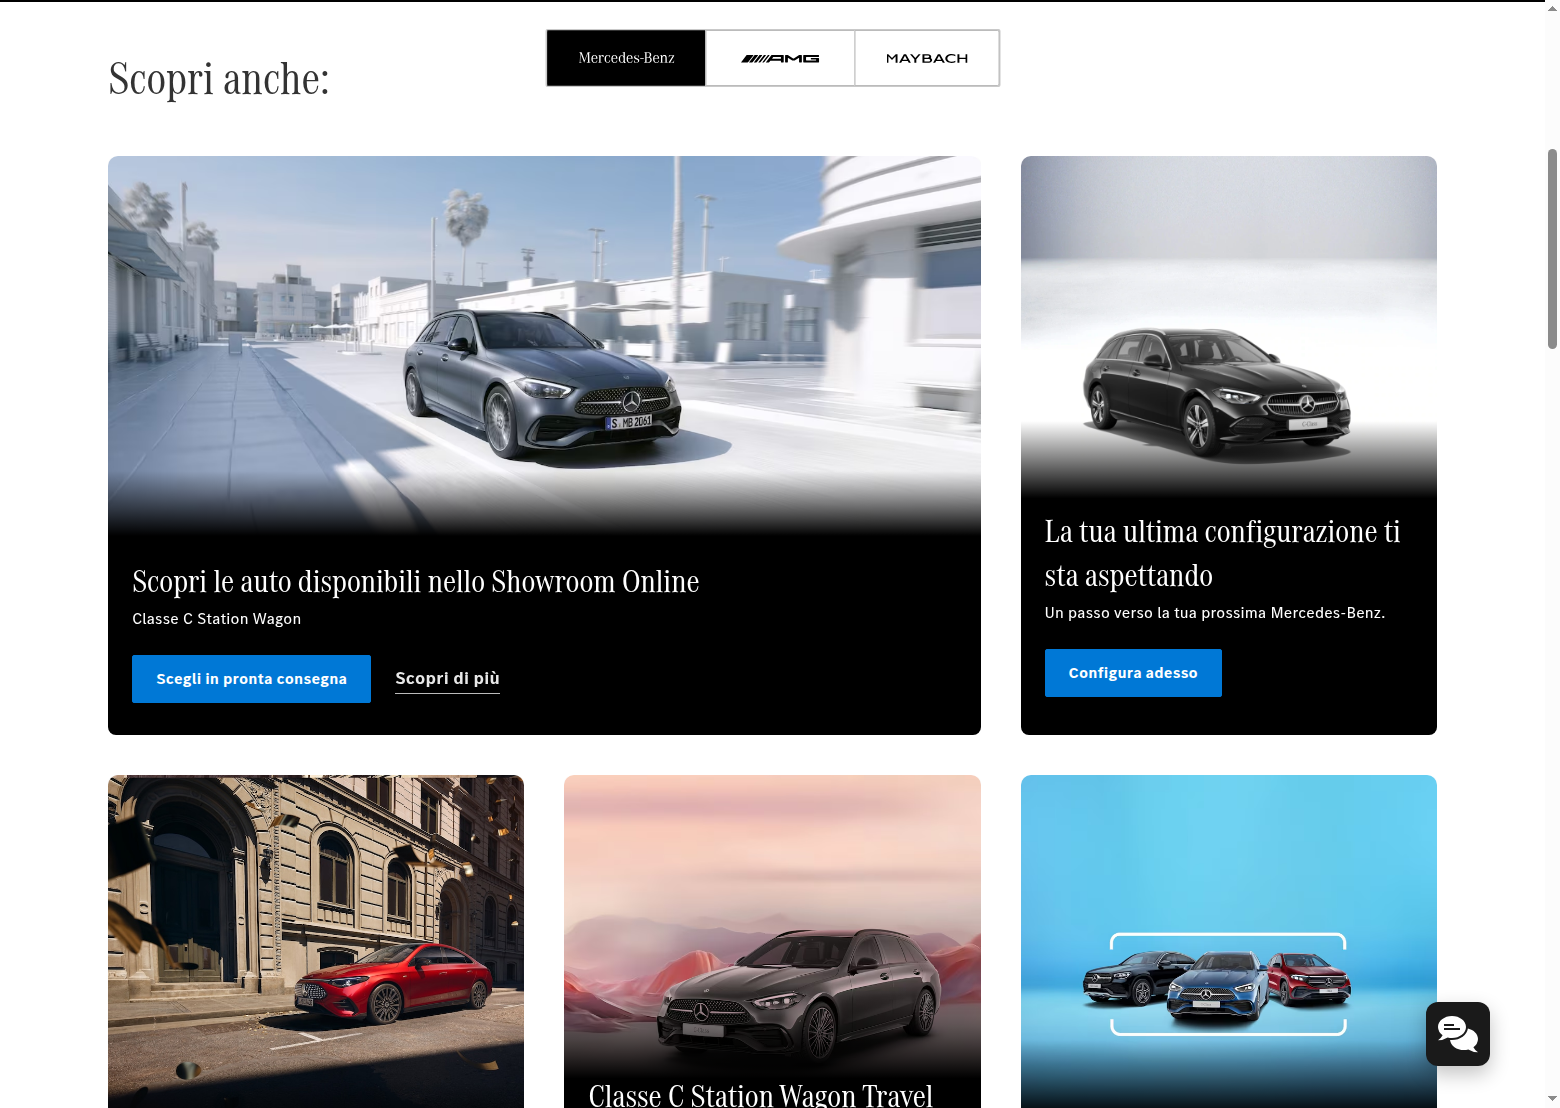 Scopri anche:
Mercedes-Benz
AMG
MAYBACH
S MB 2061
Scopri le auto disponibili nello Showroom Online
Classe C Station Wagon
Scegli in pronta consegna
Scopri di più
La tua ultima configurazione ti
sta aspettando
Un passo verso la tua prossima Mercedes-Benz.
Configura adesso
Classe C Station Wagon Travel